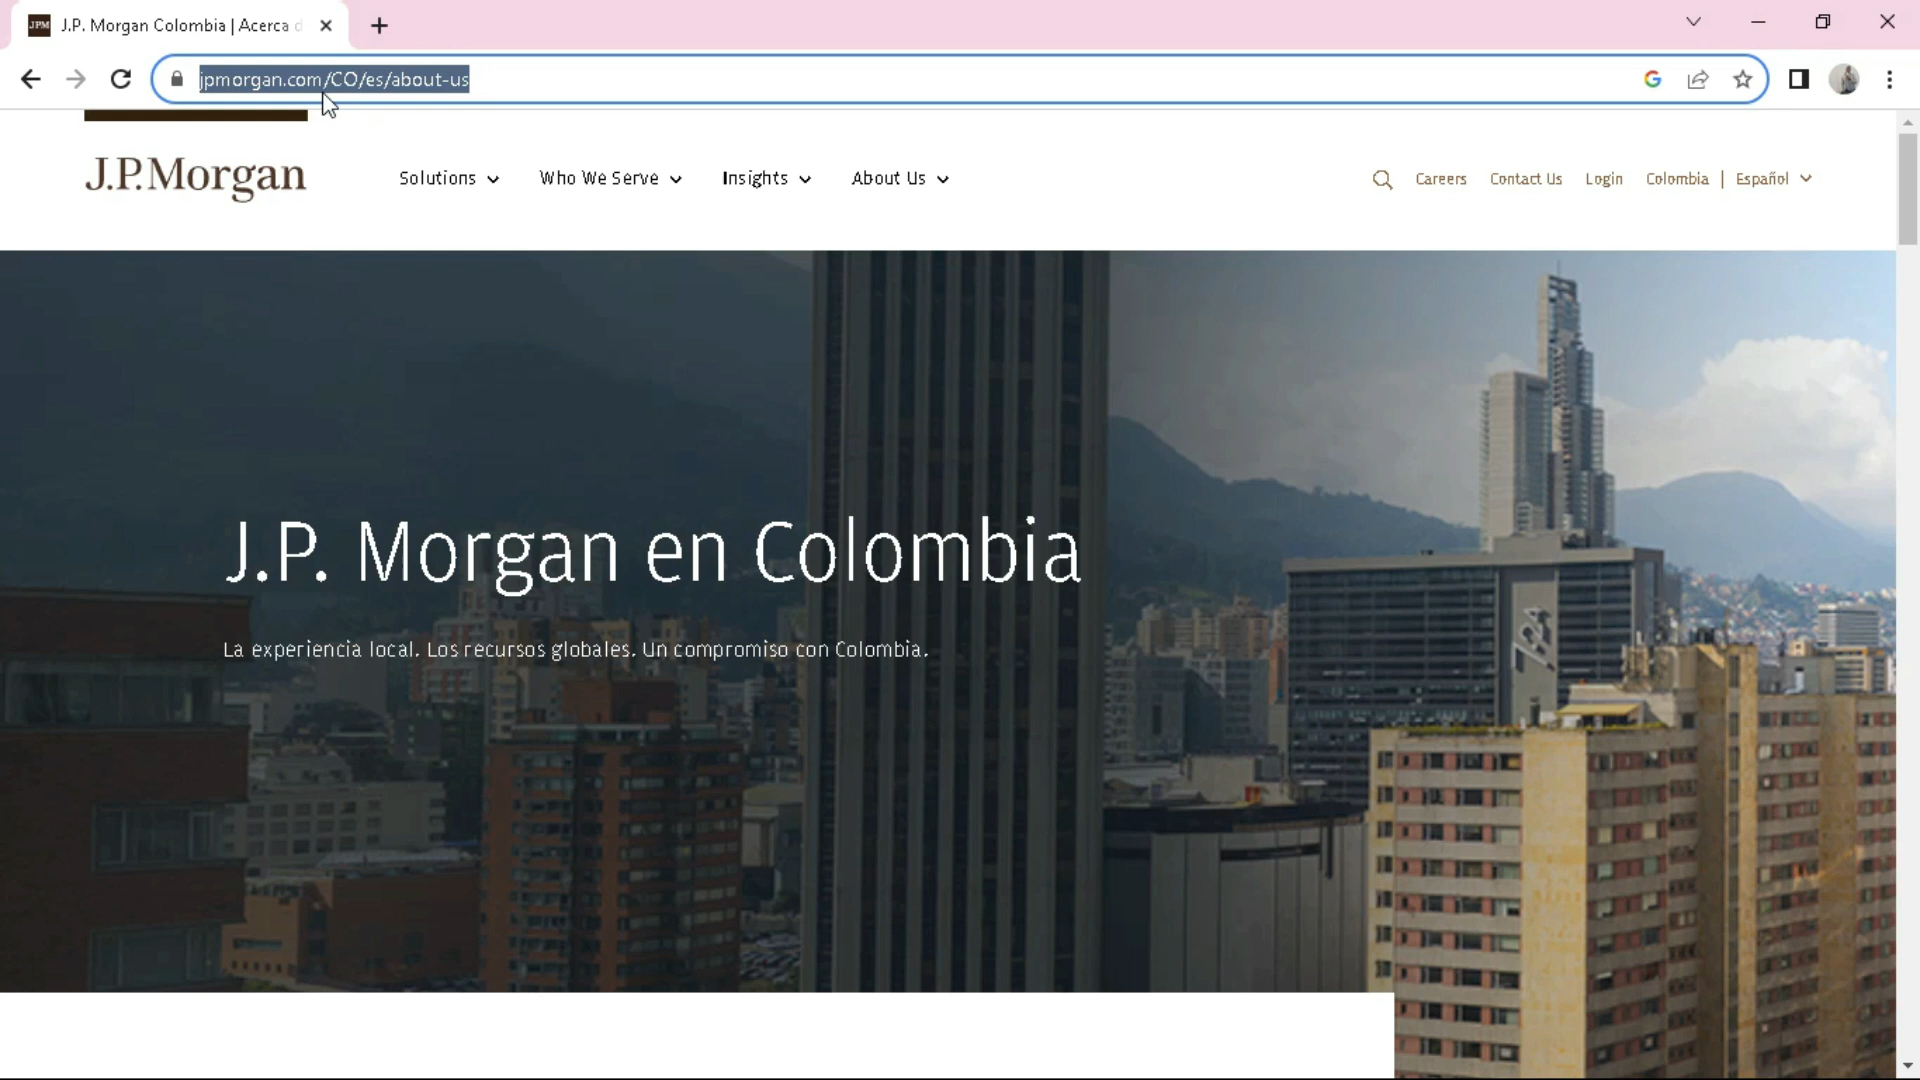 JPM J.P. Morgan Colombia | Acerca d
jpmorgan.com/CO/es/about-us
J.P.Morgan
Solutions
Who We Serve
Insights
About Us
Careers
Contact Us
Login
Colombia | Español
J.P. Morgan en Colombia
La experiencia local. Los recursos globales. Un compromiso con Colombia.